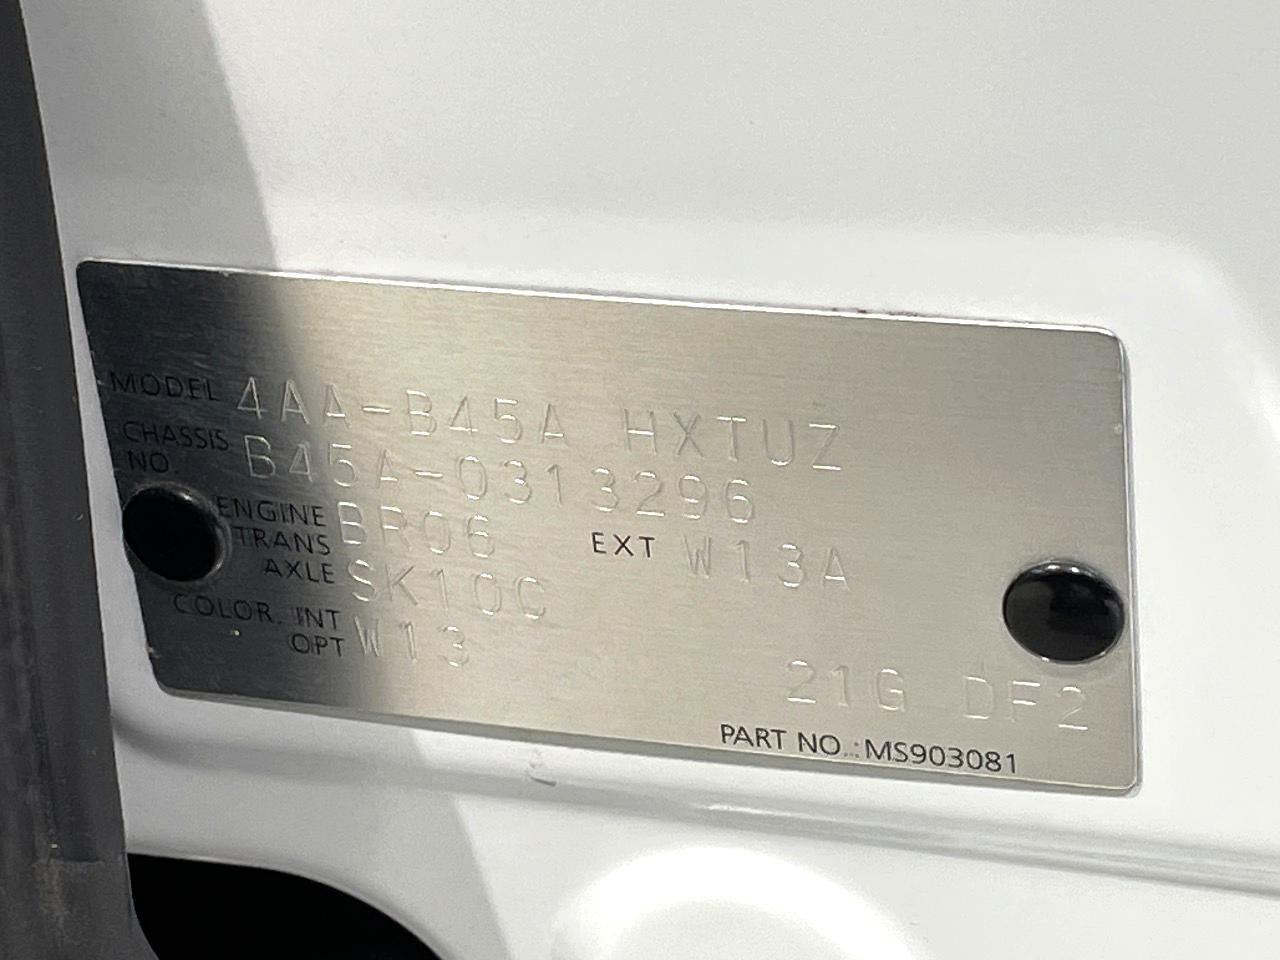 MODEL 4AA-B45A HXTUZ
CHASSIS NO. B45A-0313296
ENGINE BR06 EXT W13A
TRANS AXLE SK10C
COLOR. INT OPT W13
21G DF2
PART NO.: MS903081